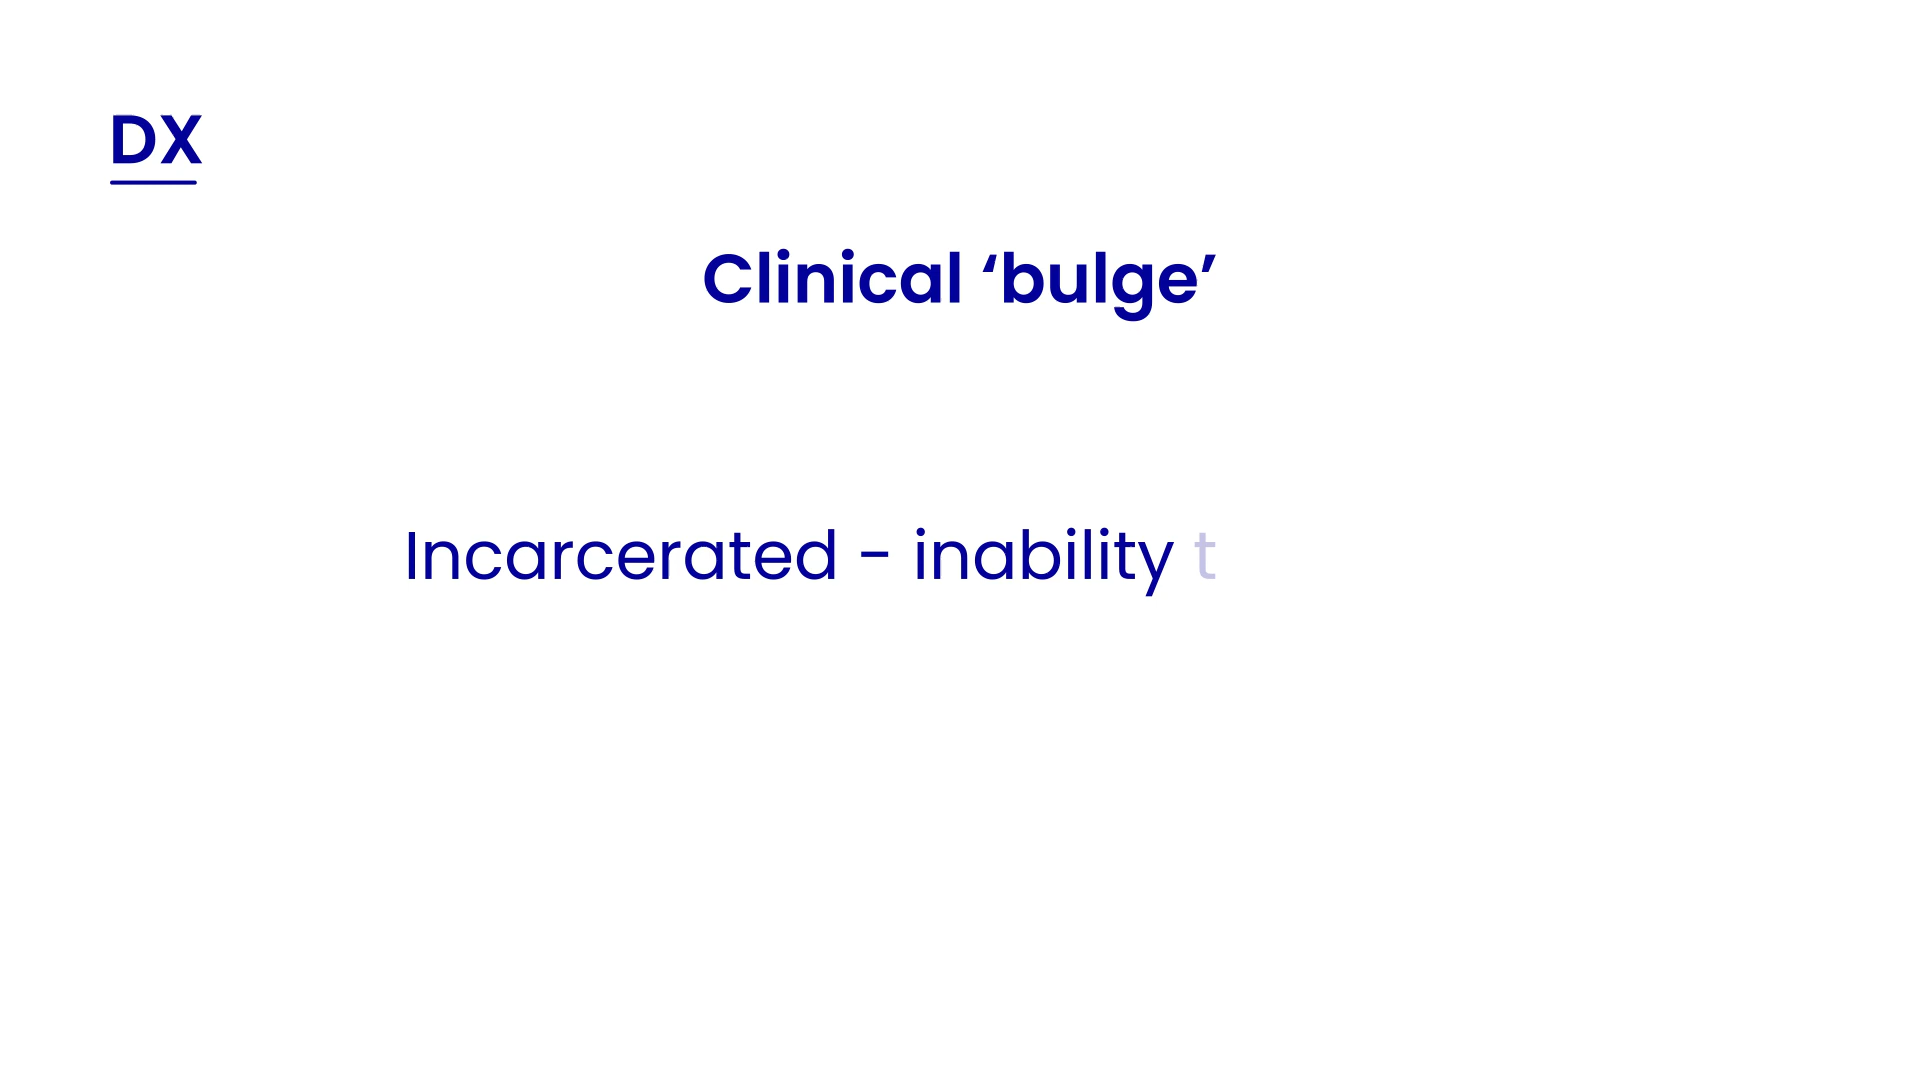 DX
Clinical ‘bulge’
Incarcerated - inability t